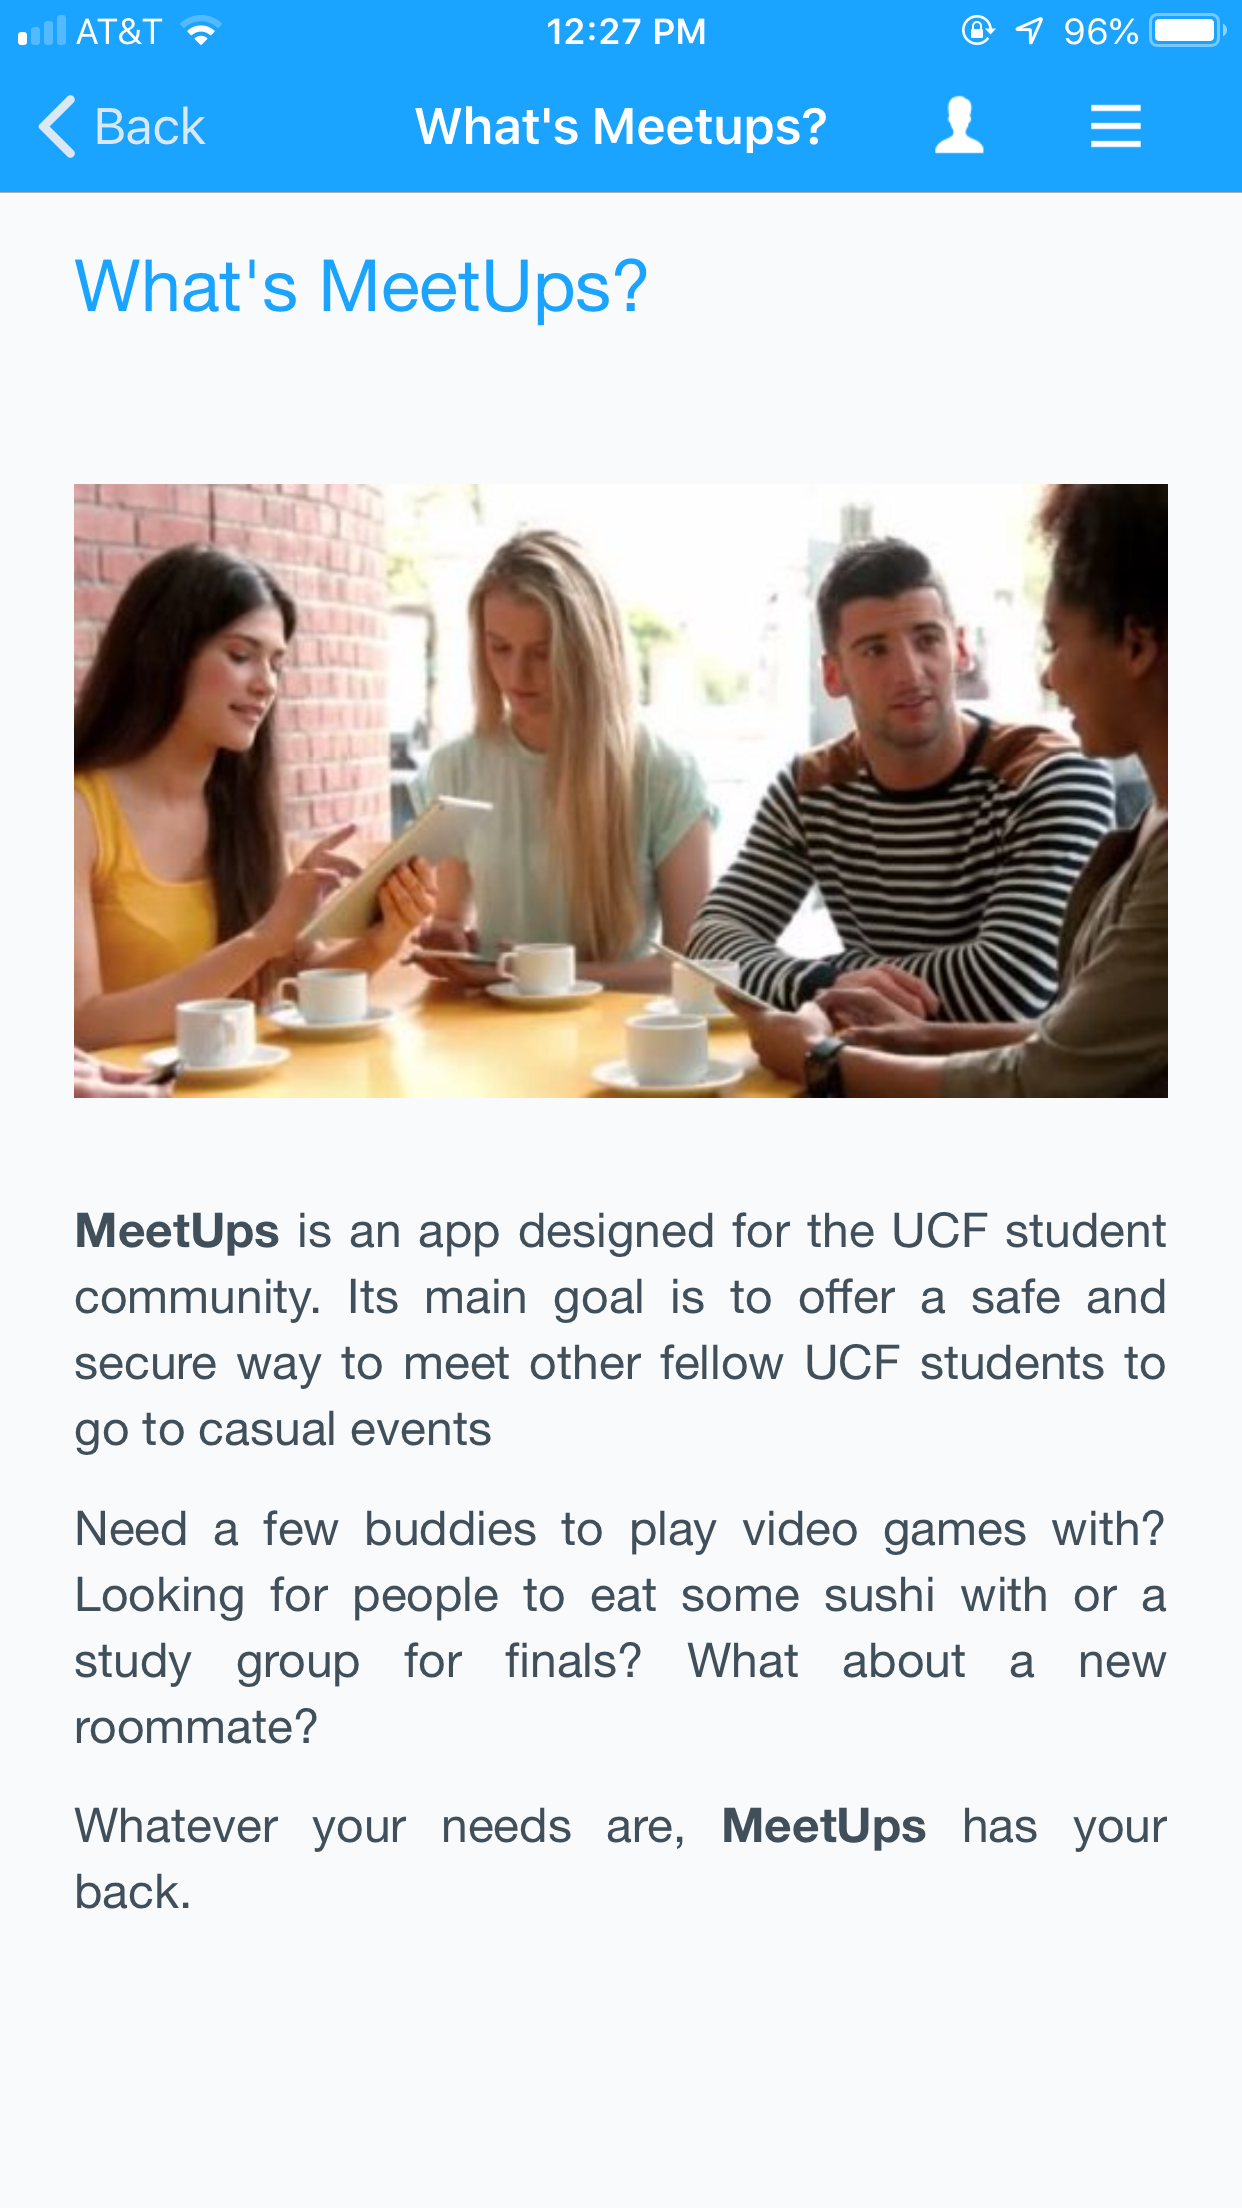 AT&T 12:27 PM 96%
Back What's Meetups?
What's MeetUps?
MeetUps is an app designed for the UCF student
community. Its main goal is to offer a safe and
secure way to meet other fellow UCF students to
go to casual events
Need a few buddies to play video games with?
Looking for people to eat some sushi with or a
study group for finals? What about a new
roommate?
Whatever your needs are, MeetUps has your
back.